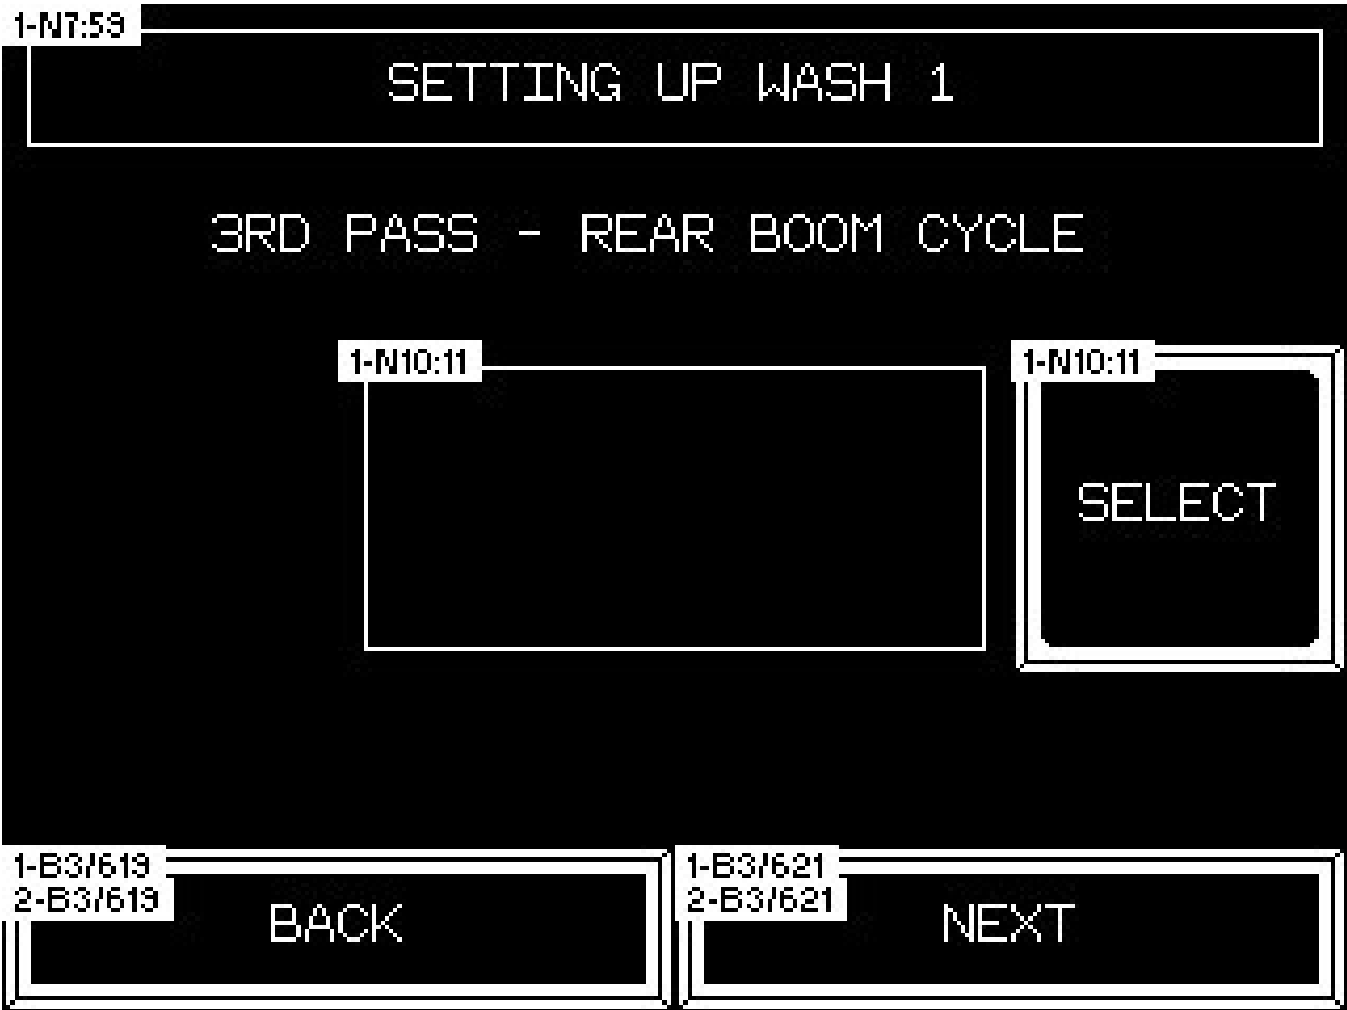 1-N7:59
SETTING UP WASH 1
3RD PASS - REAR BOOM CYCLE
1-N10:11
1-N10:11
SELECT
1-B3/619
2-B3/619
BACK
1-B3/621
2-B3/621
NEXT